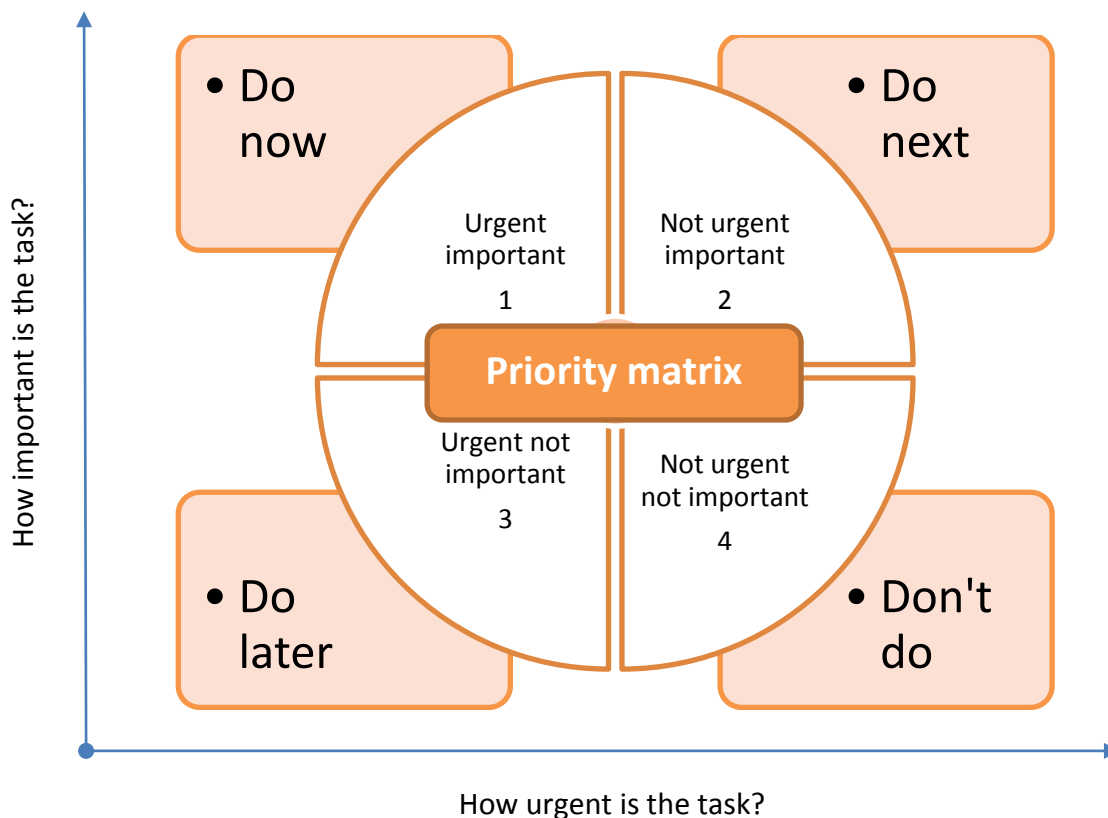 • Do
now
• Do
next
How important is the task?
Urgent
important
1
Not urgent
important
2
Priority matrix
Urgent not
important
3
Not urgent
not important
4
• Do
later
• Don't
do
How urgent is the task?